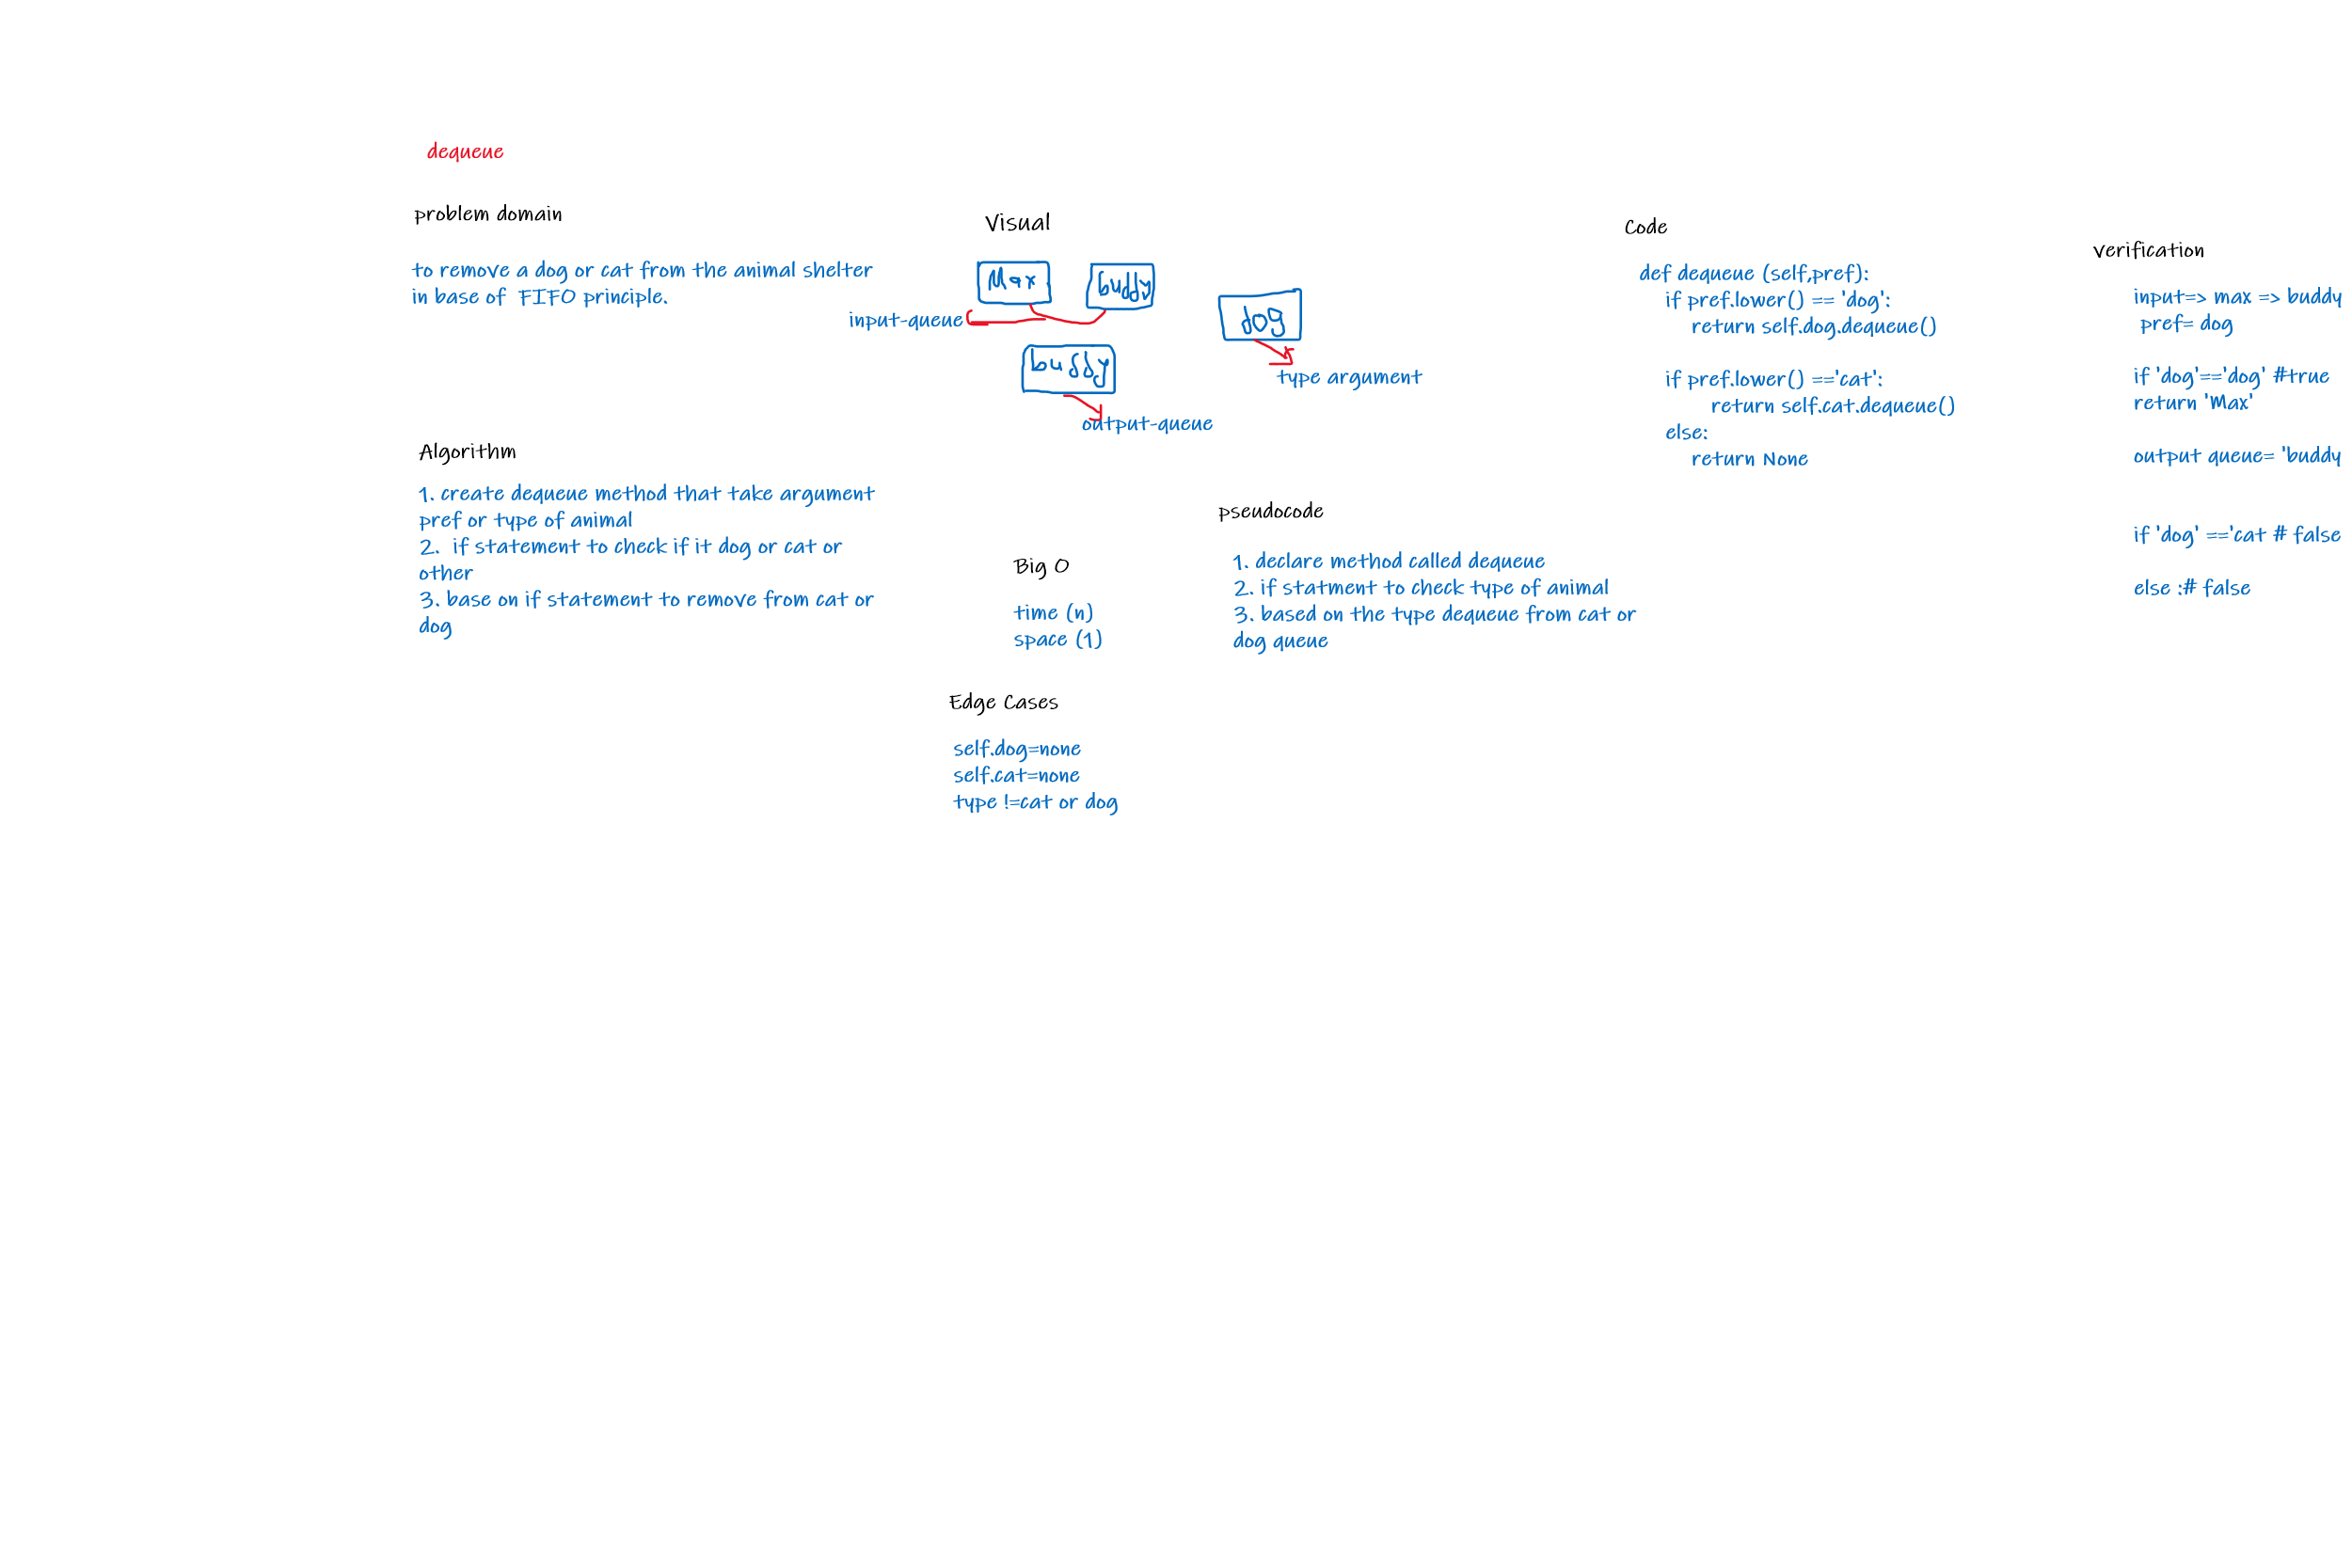 dequeue
problem domain
to remove a dog or cat from the animal shelter
in base of FIFO principle.
Algorithm
1. create dequeue method that take argument
pref or type of animal
2. if statement to check if it dog or cat or
other
3. base on if statement to remove from cat or
dog
Visual
Max
buddy
input-queue
dog
type argument
buddy
output-queue
Big O
time (n)
space (1)
Edge Cases
self.dog=none
self.cat=none
type !=cat or dog
pseudocode
1. declare method called dequeue
2. if statment to check type of animal
3. based on the type dequeue from cat or
dog queue
Code
def dequeue (self,pref):
if pref.lower() == 'dog':
return self.dog.dequeue()
if pref.lower() =='cat':
return self.cat.dequeue()
else:
return None
verification
input=> max => buddy
pref= dog
if 'dog'=='dog' #true
return 'Max'
output queue= 'buddy
if 'dog' =='cat # false
else :# false